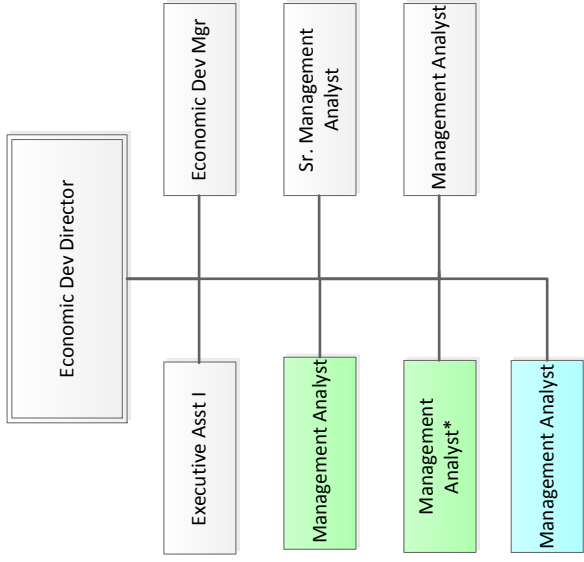 Economic Dev Director
Executive Asst I
Economic Dev Mgr
Management Analyst
Sr. Management
Analyst
Management
Analyst*
Management Analyst
Management Analyst